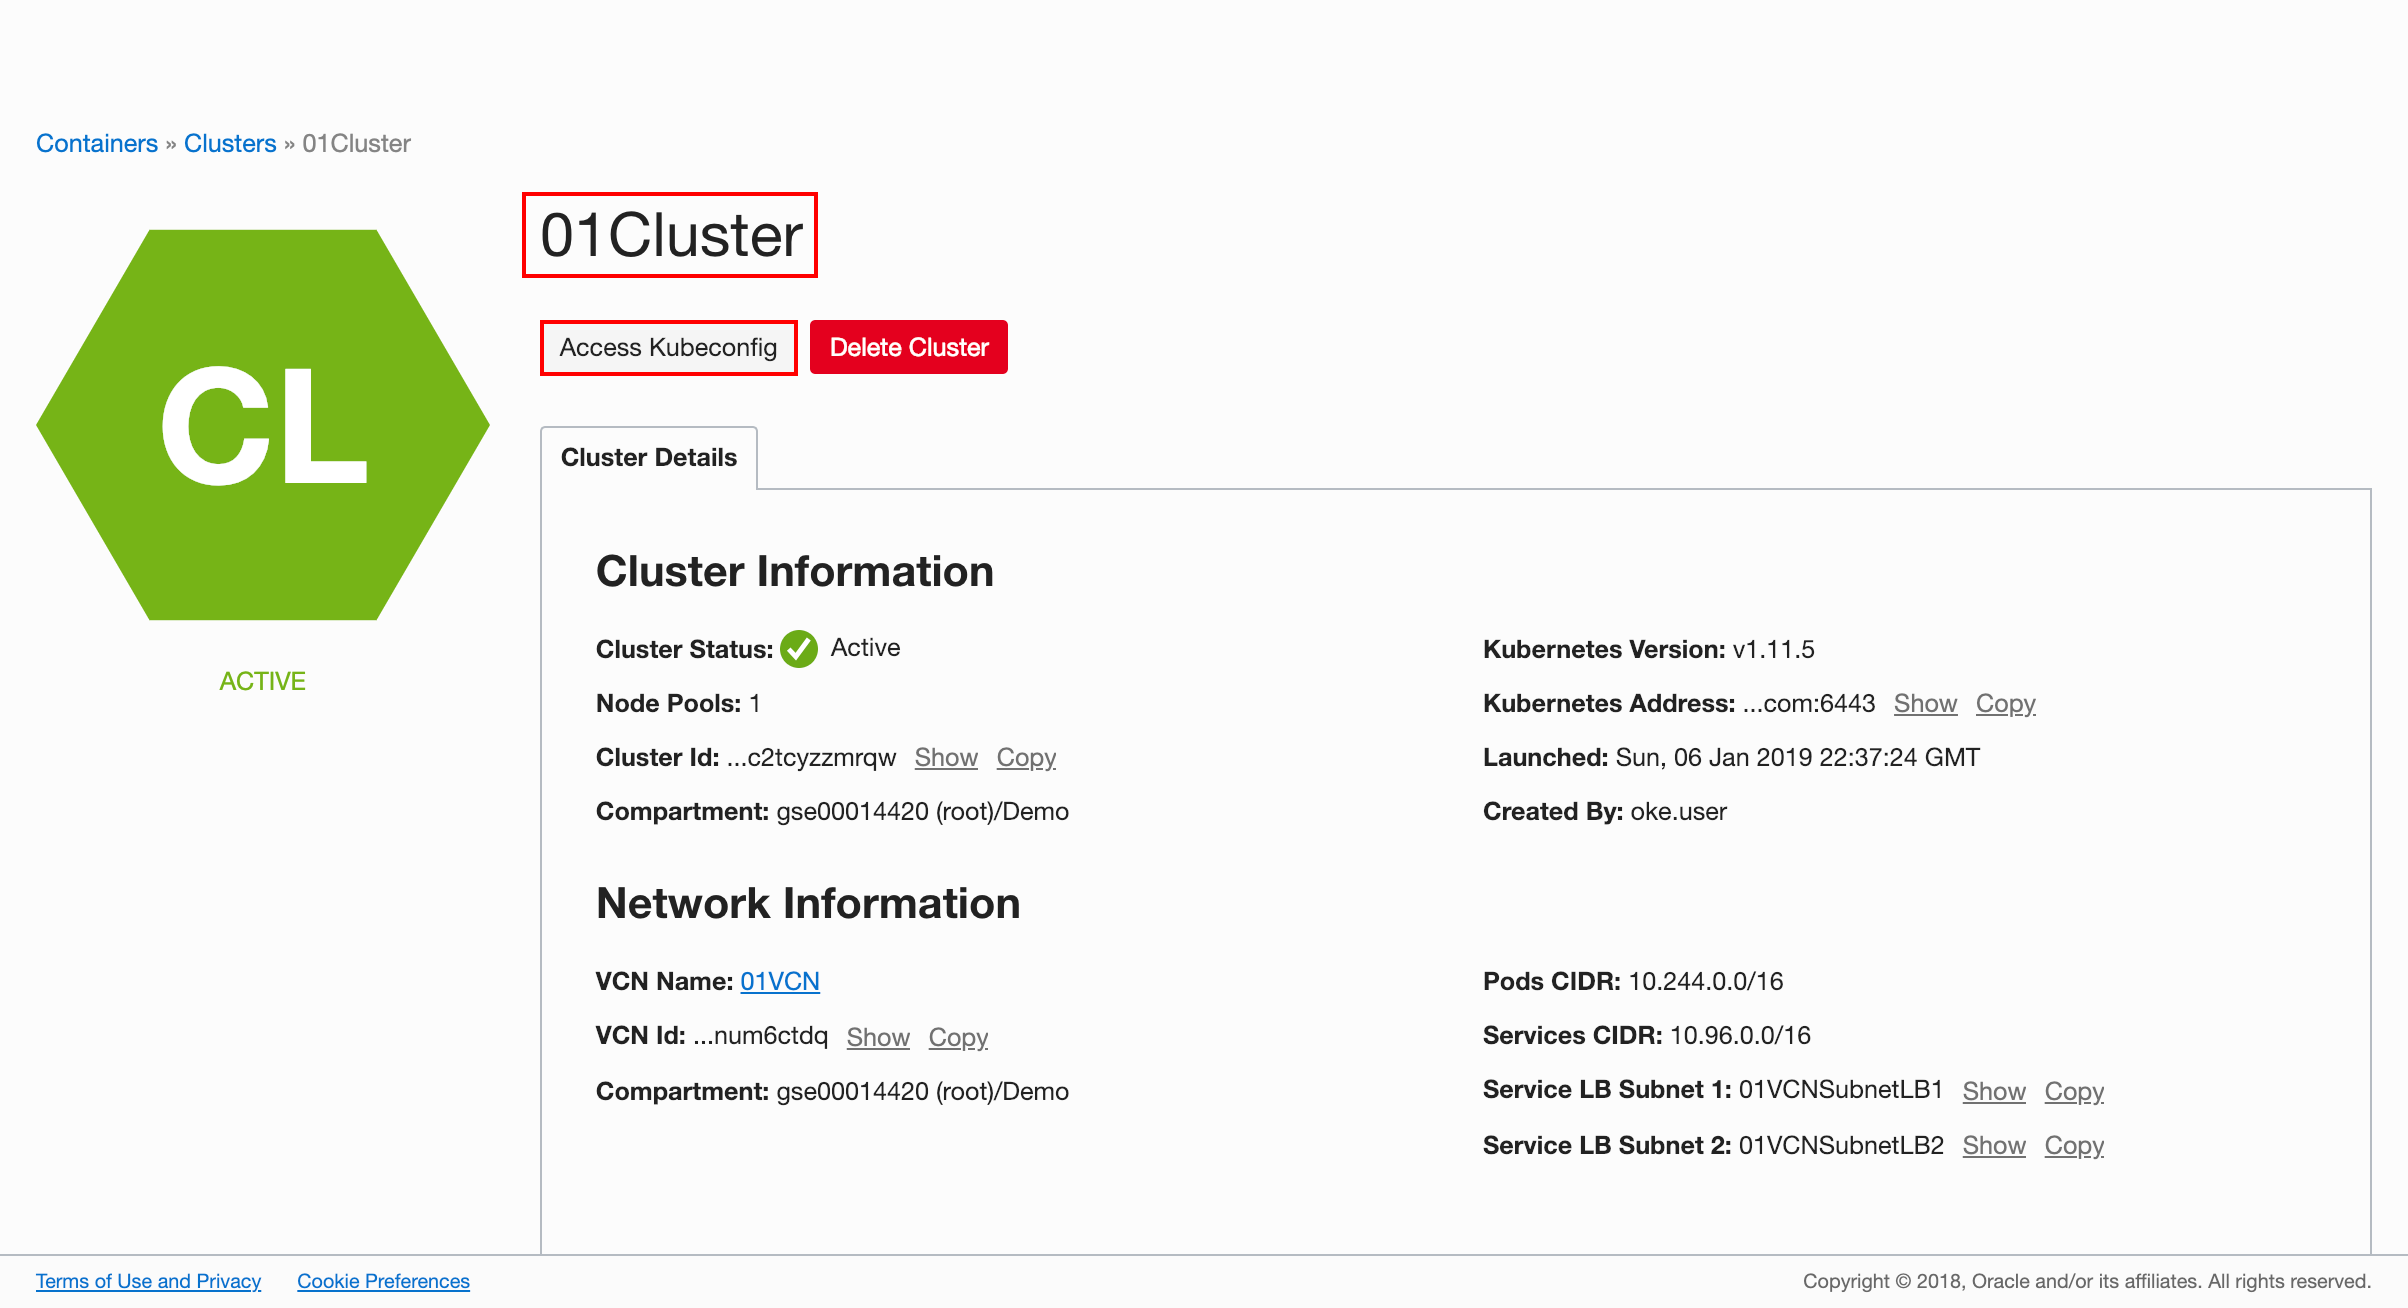 Containers » Clusters » 01Cluster
01Cluster
Access Kubeconfig Delete Cluster
CL
ACTIVE
Cluster Details
Cluster Information
Cluster Status: Active
Kubernetes Version: v1.11.5
Node Pools: 1
Kubernetes Address: ...com:6443 Show Copy
Cluster Id: ...c2tcyzzmrqw Show Copy
Launched: Sun, 06 Jan 2019 22:37:24 GMT
Compartment: gse00014420 (root)/Demo
Created By: oke.user
Network Information
VCN Name: 01VCN
Pods CIDR: 10.244.0.0/16
VCN Id: ...num6ctdq Show Copy
Services CIDR: 10.96.0.0/16
Compartment: gse00014420 (root)/Demo
Service LB Subnet 1: 01VCNSubnetLB1 Show Copy
Service LB Subnet 2: 01VCNSubnetLB2 Show Copy
Terms of Use and Privacy Cookie Preferences
Copyright © 2018, Oracle and/or its affiliates. All rights reserved.